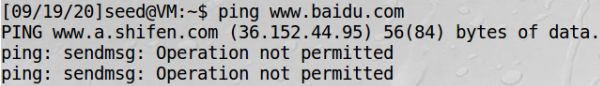 [09/19/20]seed@VM:~$ ping www.baidu.com
PING www.a.shifen.com (36.152.44.95) 56(84) bytes of data.
ping: sendmsg: Operation not permitted
ping: sendmsg: Operation not permitted